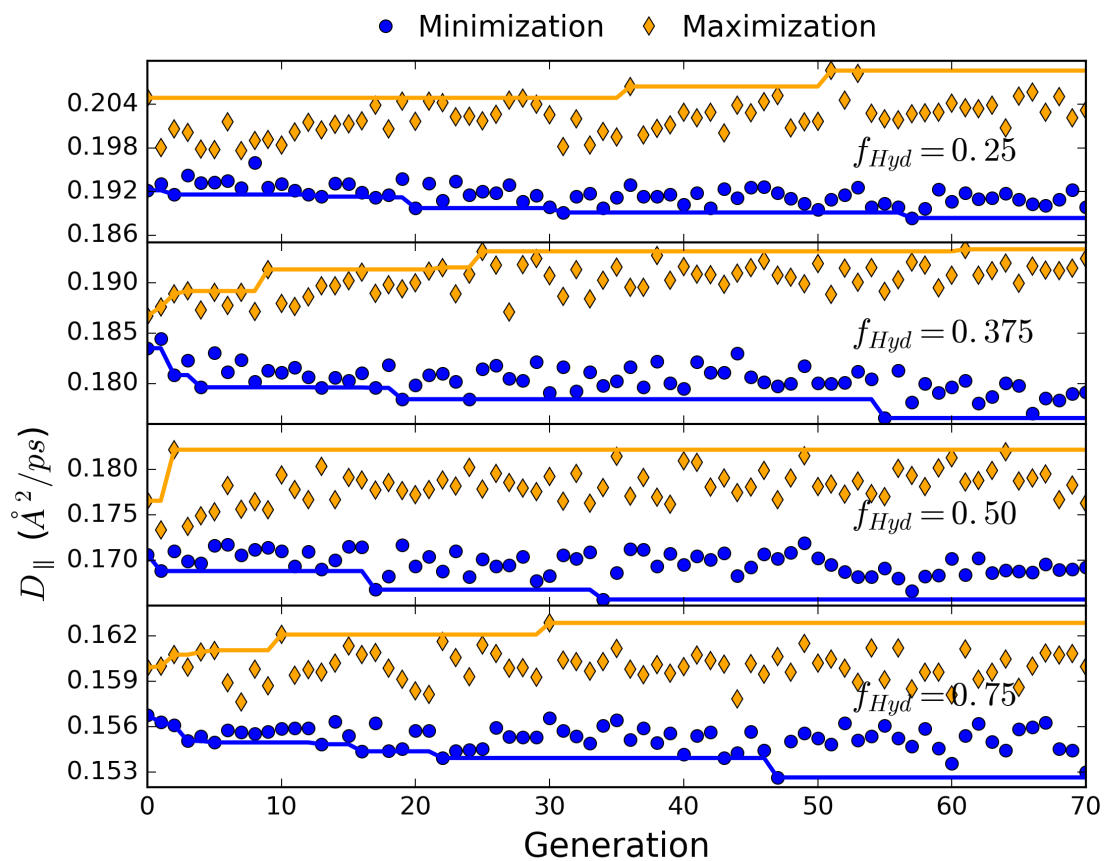 Minimization Maximization
0.204
0.198
0.192
0.186
f_Hyd = 0.25
0.190
0.185
0.180
f_Hyd = 0.375
D_∥ (Å²/ps)
0.180
0.175
0.170
f_Hyd = 0.50
0.162
0.159
0.156
0.153
f_Hyd = 0.75
0 10 20 30 40 50 60 70
Generation